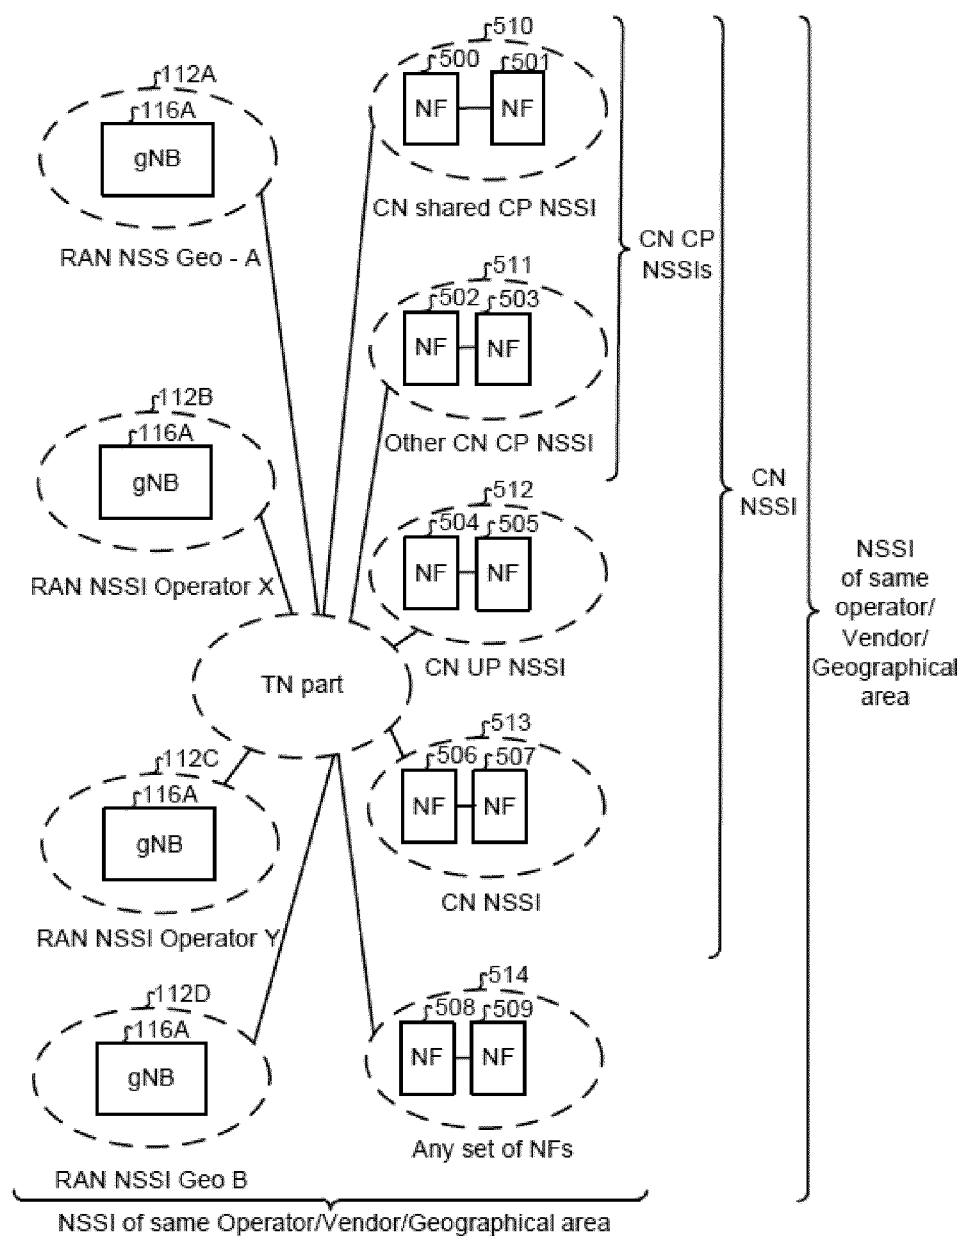 112A
116A
gNB
RAN NSS Geo - A
112B
116A
gNB
RAN NSSI Operator X
TN part
112C
116A
gNB
RAN NSSI Operator Y
112D
116A
gNB
RAN NSSI Geo B
510
500
501
NF
NF
CN shared CP NSSI
511
502
503
NF
NF
Other CN CP NSSI
512
504
505
NF
NF
CN UP NSSI
513
506
507
NF
NF
CN NSSI
514
508
509
NF
NF
Any set of NFs
CN CP
NSSIs
CN
NSSI
NSSI
of same
operator/
Vendor/
Geographical
area
NSSI of same Operator/Vendor/Geographical area